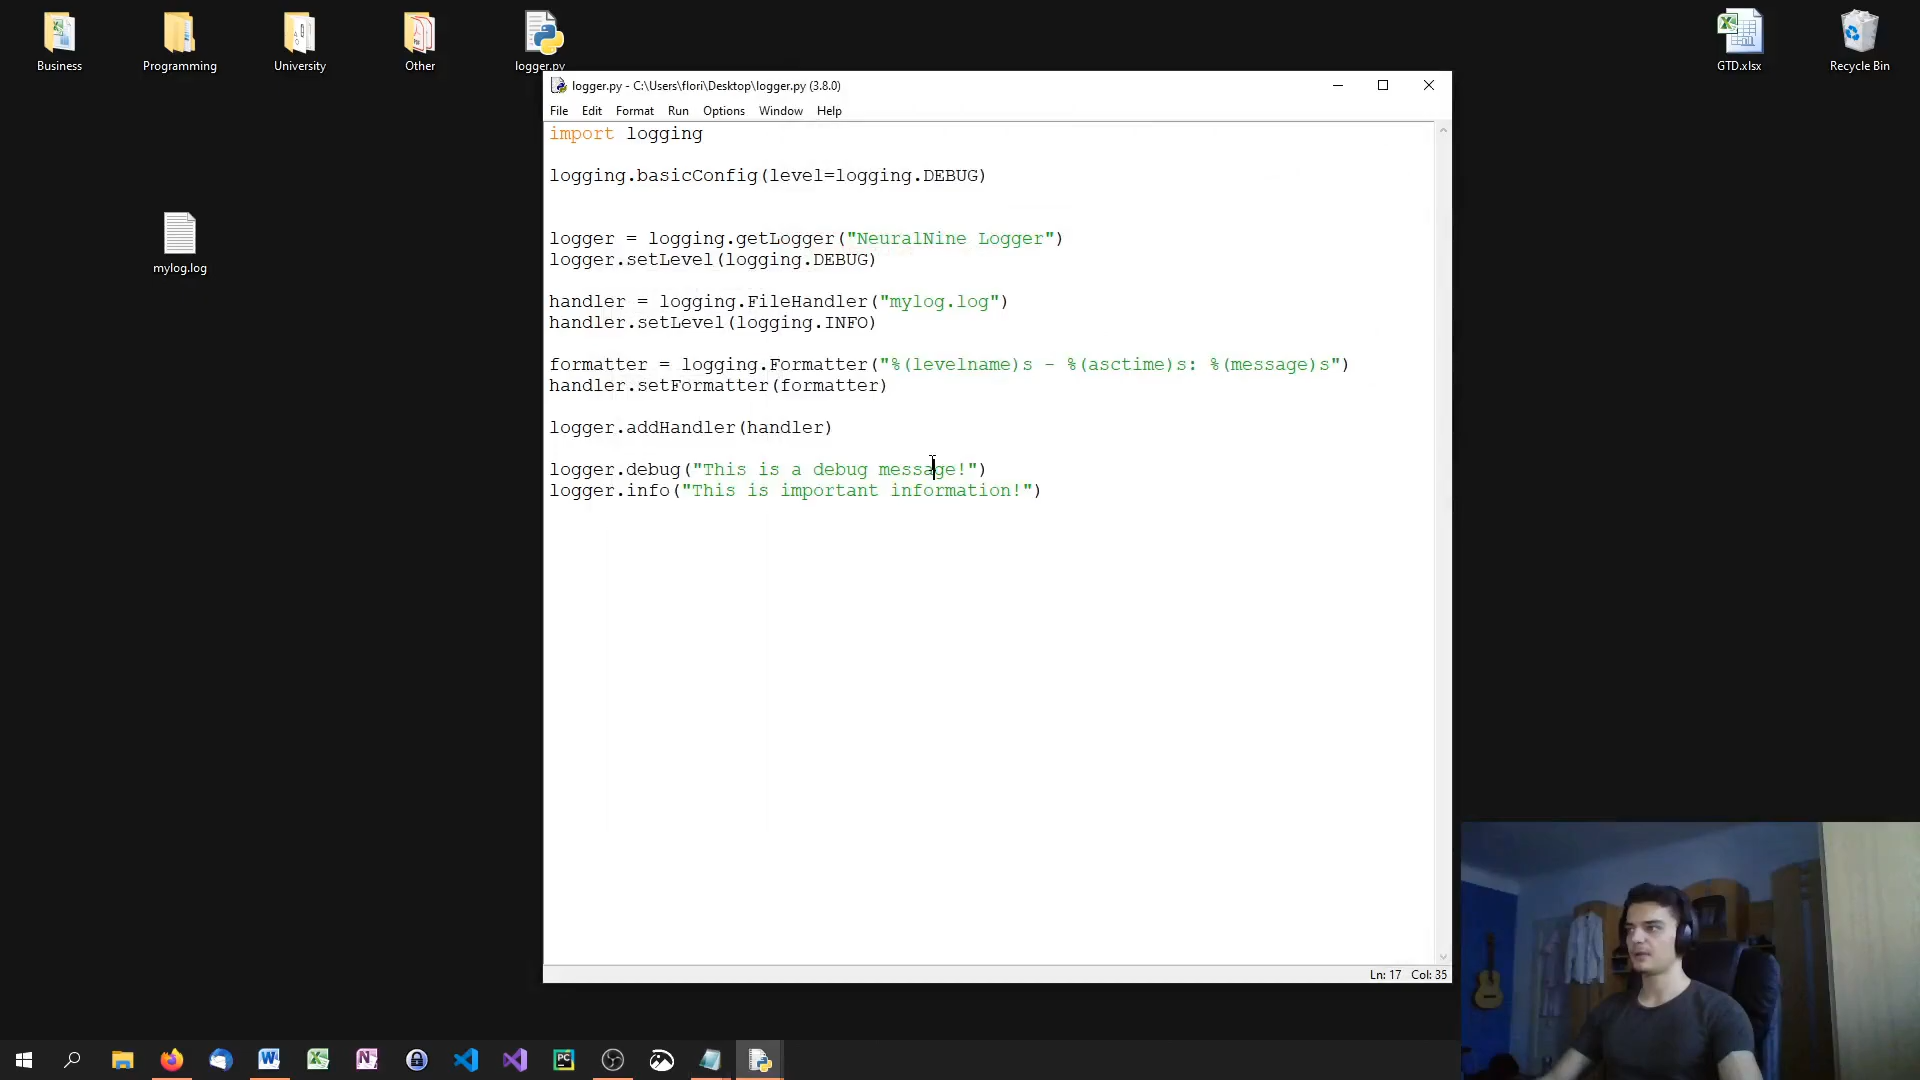 Business
Programming
University
Other
logger.py
GTD.xlsx
Recycle Bin
mylog.log
logger.py - C:\Users\flori\Desktop\logger.py (3.8.0)
File Edit Format Run Options Window Help
import logging
logging.basicConfig(level=logging.DEBUG)
logger = logging.getLogger("NeuralNine Logger")
logger.setLevel(logging.DEBUG)
handler = logging.FileHandler("mylog.log")
handler.setLevel(logging.INFO)
formatter = logging.Formatter("%(levelname)s - %(asctime)s: %(message)s")
handler.setFormatter(formatter)
logger.addHandler(handler)
logger.debug("This is a debug message!")
logger.info("This is important information!")
Ln: 17 Col: 35